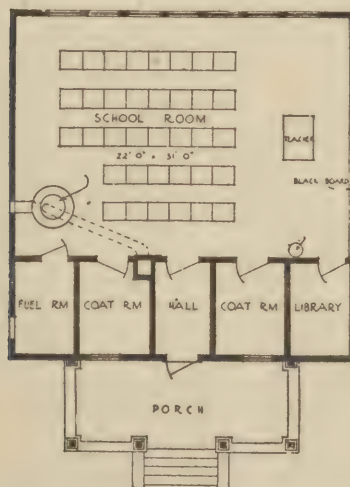 SCHOOL ROOM
22'0" x 31'0"
TEACHER
BLACK BOARD
FUEL RM
COAT RM
HALL
COAT RM
LIBRARY
PORCH